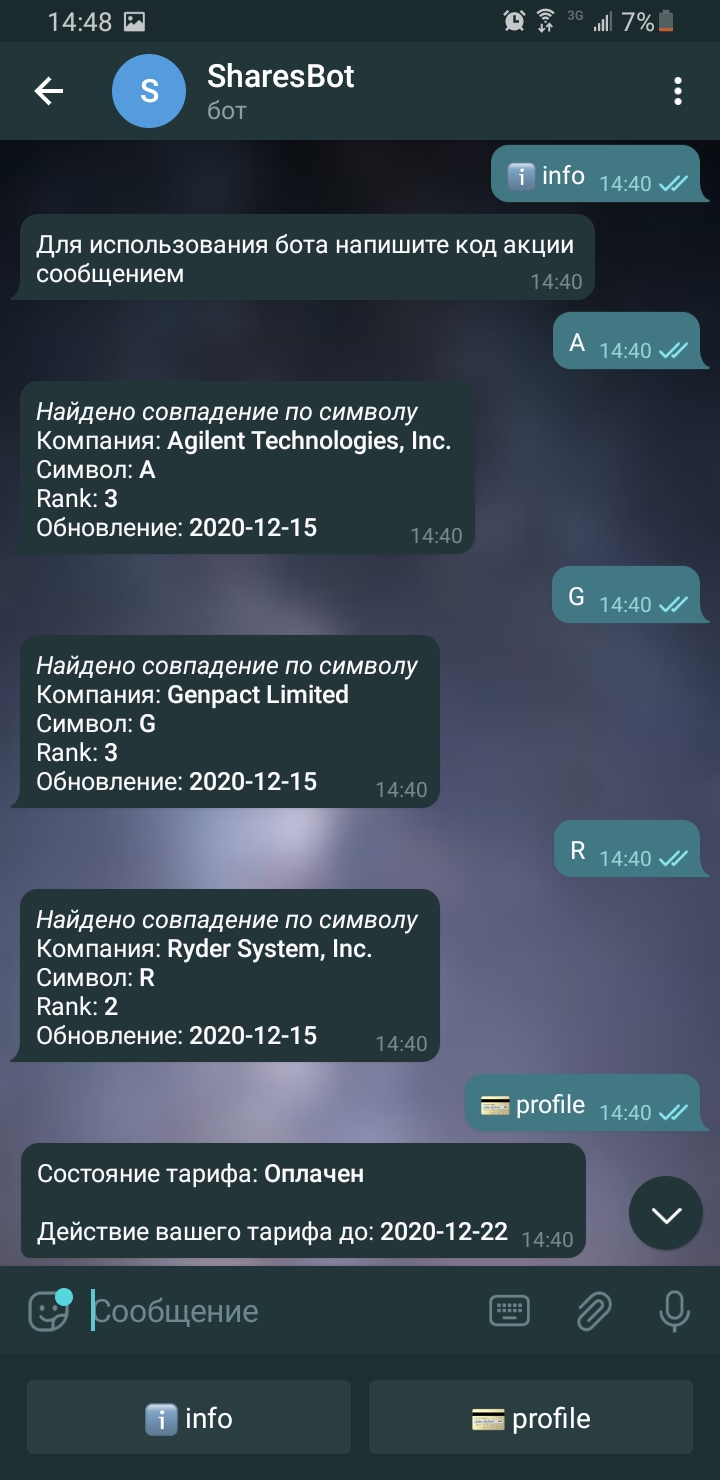 14:48
3G
7%
S
SharesBot
бот
info 14:40
Для использования бота напишите код акции
сообщением
14:40
A 14:40
Найдено совпадение по символу
Компания: Agilent Technologies, Inc.
Символ: A
Rank: 3
Обновление: 2020-12-15
14:40
G 14:40
Найдено совпадение по символу
Компания: Genpact Limited
Символ: G
Rank: 3
Обновление: 2020-12-15
14:40
R 14:40
Найдено совпадение по символу
Компания: Ryder System, Inc.
Символ: R
Rank: 2
Обновление: 2020-12-15
14:40
profile 14:40
Состояние тарифа: Оплачен
Действие вашего тарифа до: 2020-12-22
14:40
Сообщение
info
profile